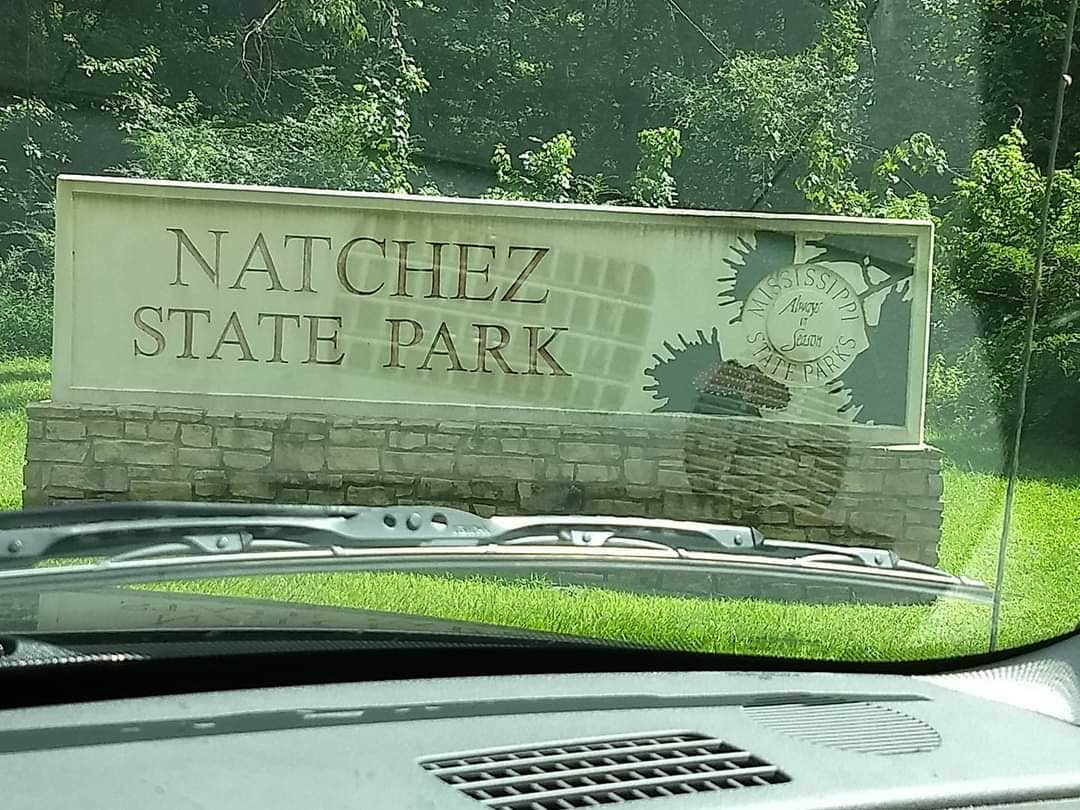 NATCHEZ
STATE PARK
MISSISSIPPI
Always
in
Season
STATE PARKS